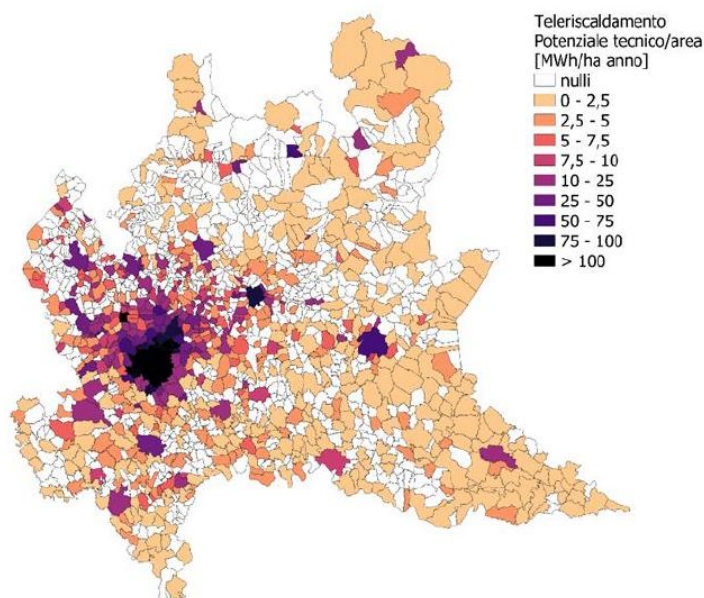 Teleriscaldamento
Potenziale tecnico/area
[MWh/ha anno]
nulli
0 - 2,5
2,5 - 5
5 - 7,5
7,5 - 10
10 - 25
25 - 50
50 - 75
75 - 100
> 100